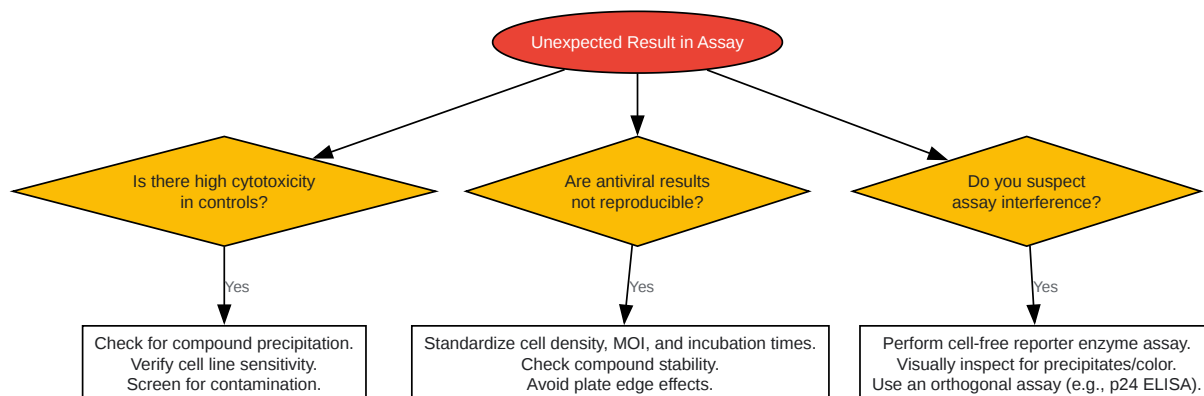 Unexpected Result in Assay
Is there high cytotoxicity
in controls?
Are antiviral results
not reproducible?
Do you suspect
assay interference?
Yes
Yes
Yes
Check for compound precipitation.
Verify cell line sensitivity.
Screen for contamination.
Standardize cell density, MOI, and incubation times.
Check compound stability.
Avoid plate edge effects.
Perform cell-free reporter enzyme assay.
Visually inspect for precipitates/color.
Use an orthogonal assay (e.g., p24 ELISA).